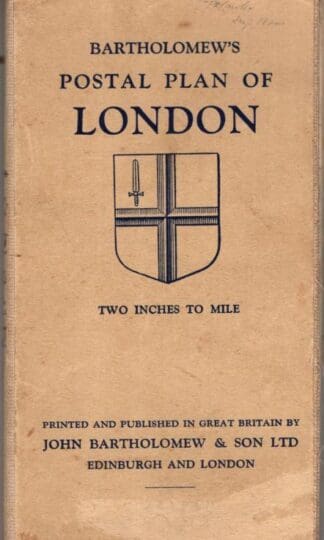 BARTHOLOMEW'S
POSTAL PLAN OF
LONDON
TWO INCHES TO MILE
PRINTED AND PUBLISHED IN GREAT BRITAIN BY
JOHN BARTHOLOMEW & SON LTD
EDINBURGH AND LONDON